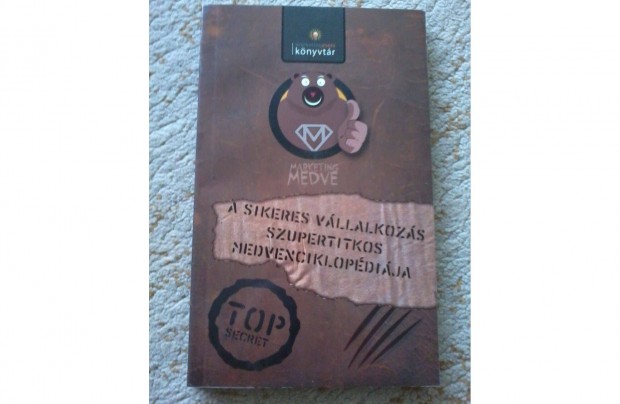 könyvtár
M
MARKETING
MEDVE
A SIKERES VÁLLALKOZÁS
SZUPERTITKOS
MEDVENCIKLOPÉDIÁJA
TOP
SECRET